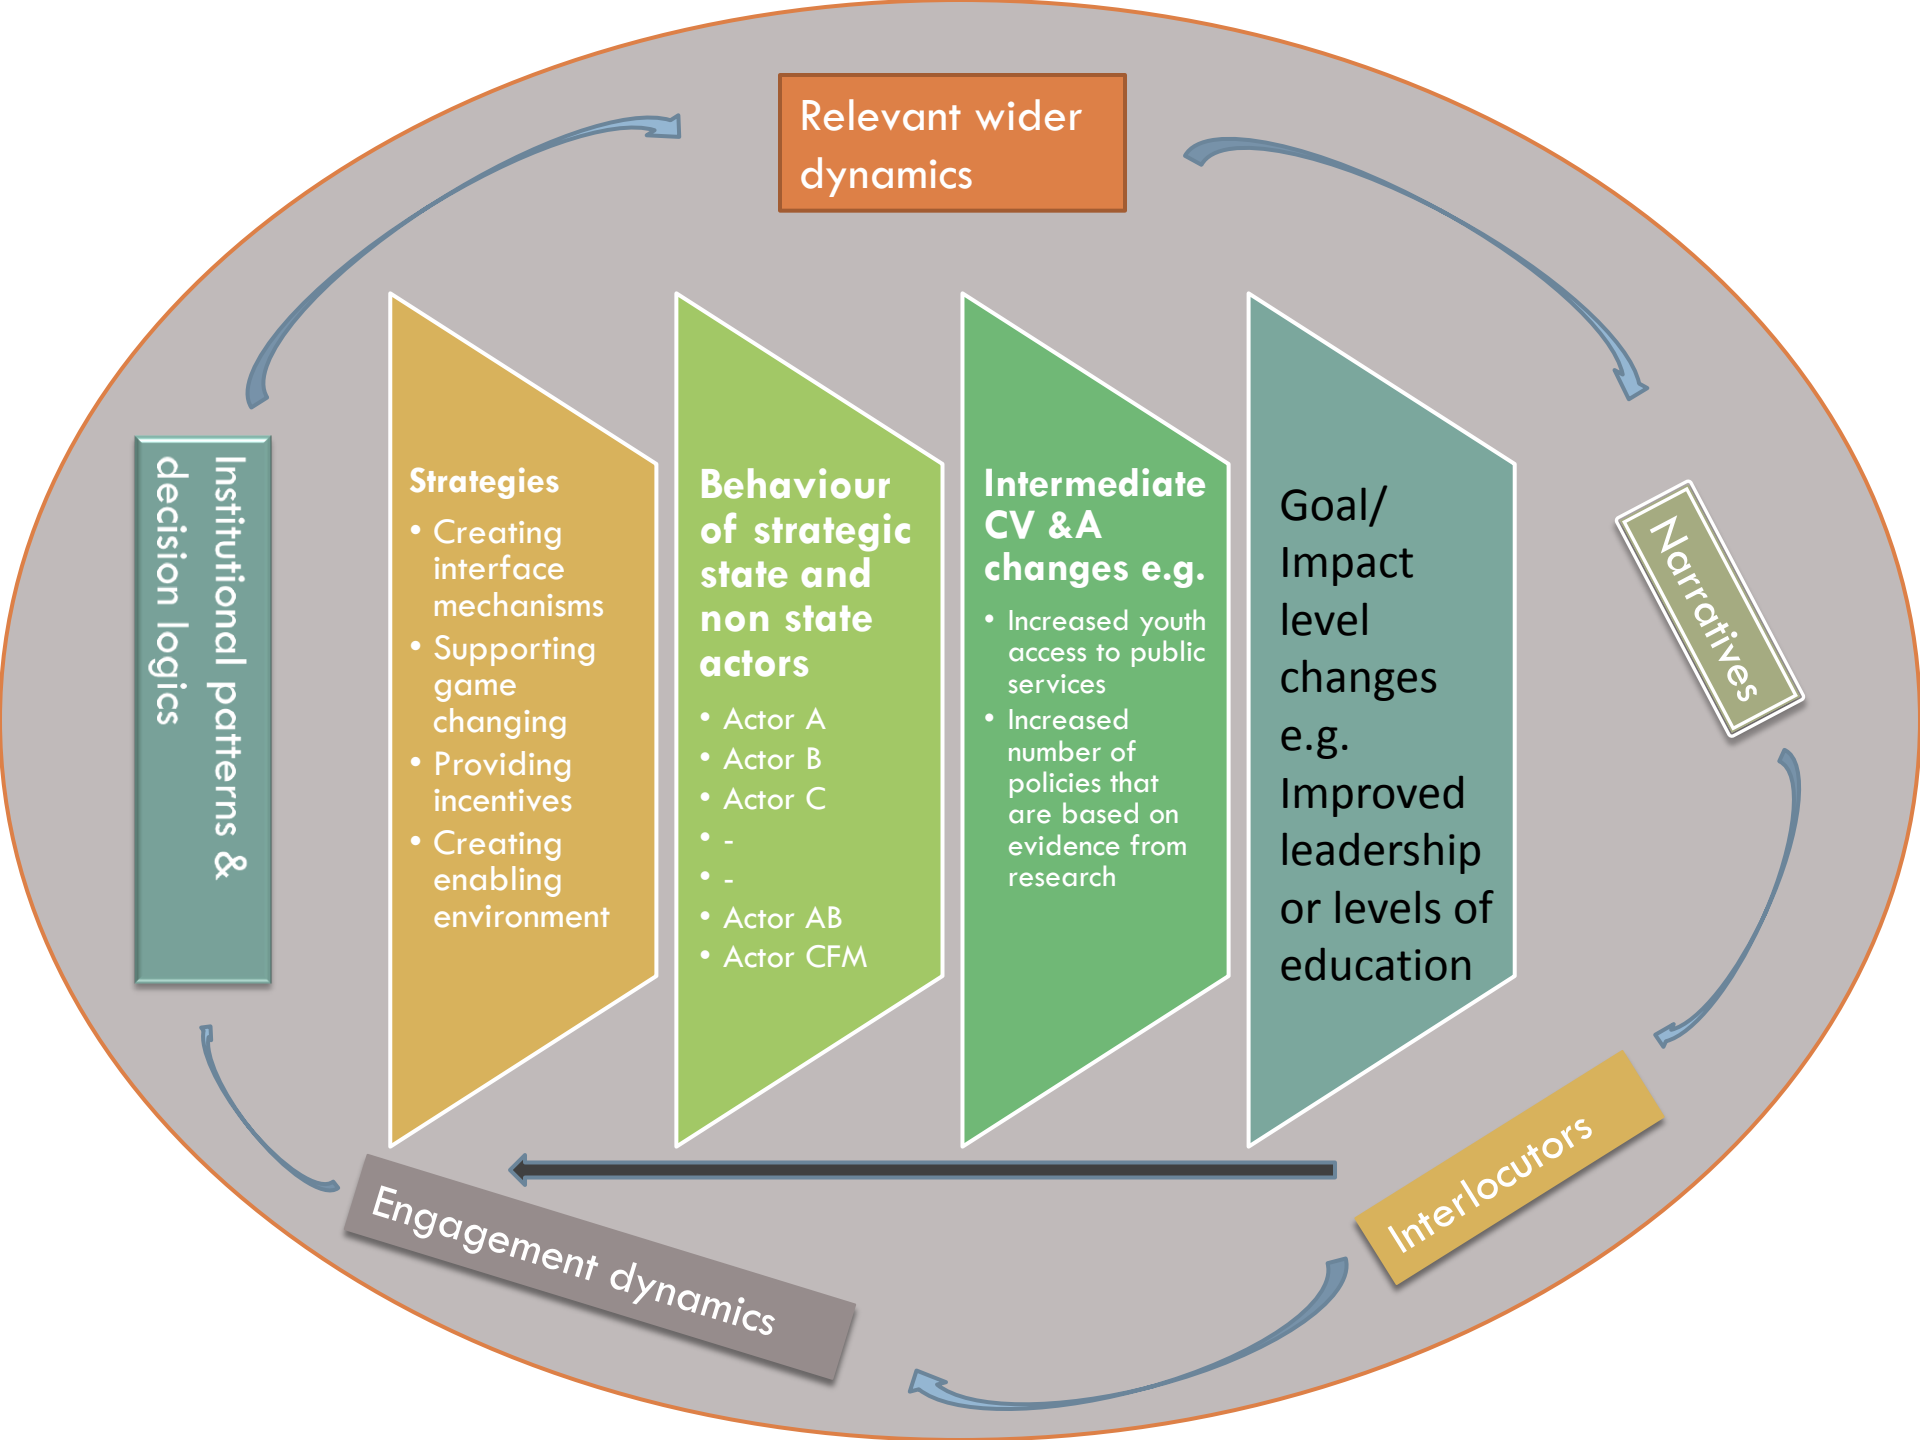 Relevant wider
dynamics
Institutional patterns &
decision logics
Strategies
• Creating
interface
mechanisms
• Supporting
game
changing
• Providing
incentives
• Creating
enabling
environment
Behaviour
of strategic
state and
non state
actors
• Actor A
• Actor B
• Actor C
• -
• -
• Actor AB
• Actor CFM
Intermediate
CV &A
changes e.g.
• Increased youth
access to public
services
• Increased
number of
policies that
are based on
evidence from
research
Goal/
Impact
level
changes
e.g.
Improved
leadership
or levels of
education
Narratives
Interlocutors
Engagement dynamics